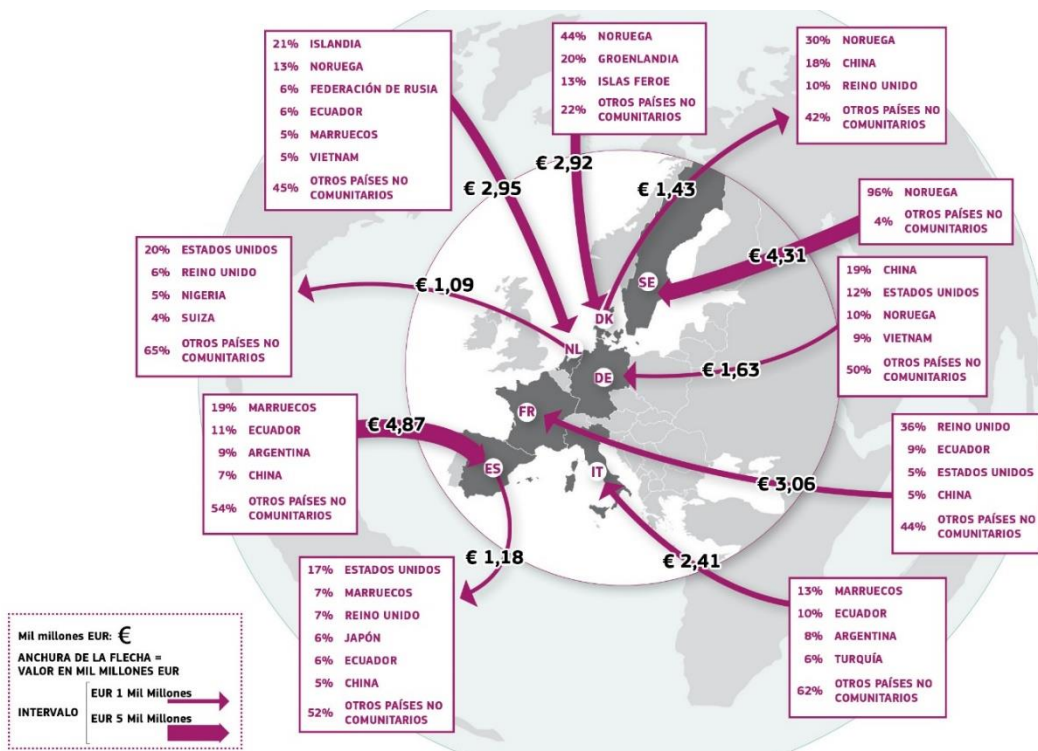 21% ISLANDIA
13% NORUEGA
6% FEDERACIÓN DE RUSIA
6% ECUADOR
5% MARRUECOS
5% VIETNAM
45% OTROS PAÍSES NO
COMUNITARIOS
44% NORUEGA
20% GROENLANDIA
13% ISLAS FEROE
22% OTROS PAÍSES NO
COMUNITARIOS
30% NORUEGA
18% CHINA
10% REINO UNIDO
42% OTROS PAÍSES NO
COMUNITARIOS
€ 2,95
€ 2,92
€ 1,43
96% NORUEGA
4% OTROS PAÍSES NO
COMUNITARIOS
€ 4,31
20% ESTADOS UNIDOS
6% REINO UNIDO
5% NIGERIA
4% SUIZA
65% OTROS PAÍSES NO
COMUNITARIOS
€ 1,09
SE
DK
NL
DE
FR
ES
IT
19% CHINA
12% ESTADOS UNIDOS
10% NORUEGA
9% VIETNAM
50% OTROS PAÍSES NO
COMUNITARIOS
€ 1,63
19% MARRUECOS
11% ECUADOR
9% ARGENTINA
7% CHINA
54% OTROS PAÍSES NO
COMUNITARIOS
€ 4,87
36% REINO UNIDO
9% ECUADOR
5% ESTADOS UNIDOS
5% CHINA
44% OTROS PAÍSES NO
COMUNITARIOS
€ 3,06
€ 1,18
€ 2,41
17% ESTADOS UNIDOS
7% MARRUECOS
7% REINO UNIDO
6% JAPÓN
6% ECUADOR
5% CHINA
52% OTROS PAÍSES NO
COMUNITARIOS
13% MARRUECOS
10% ECUADOR
8% ARGENTINA
6% TURQUÍA
62% OTROS PAÍSES NO
COMUNITARIOS
Mil millones EUR: €
ANCHURA DE LA FLECHA =
VALOR EN MIL MILLONES EUR
INTERVALO
EUR 1 Mil Millones
EUR 5 Mil Millones